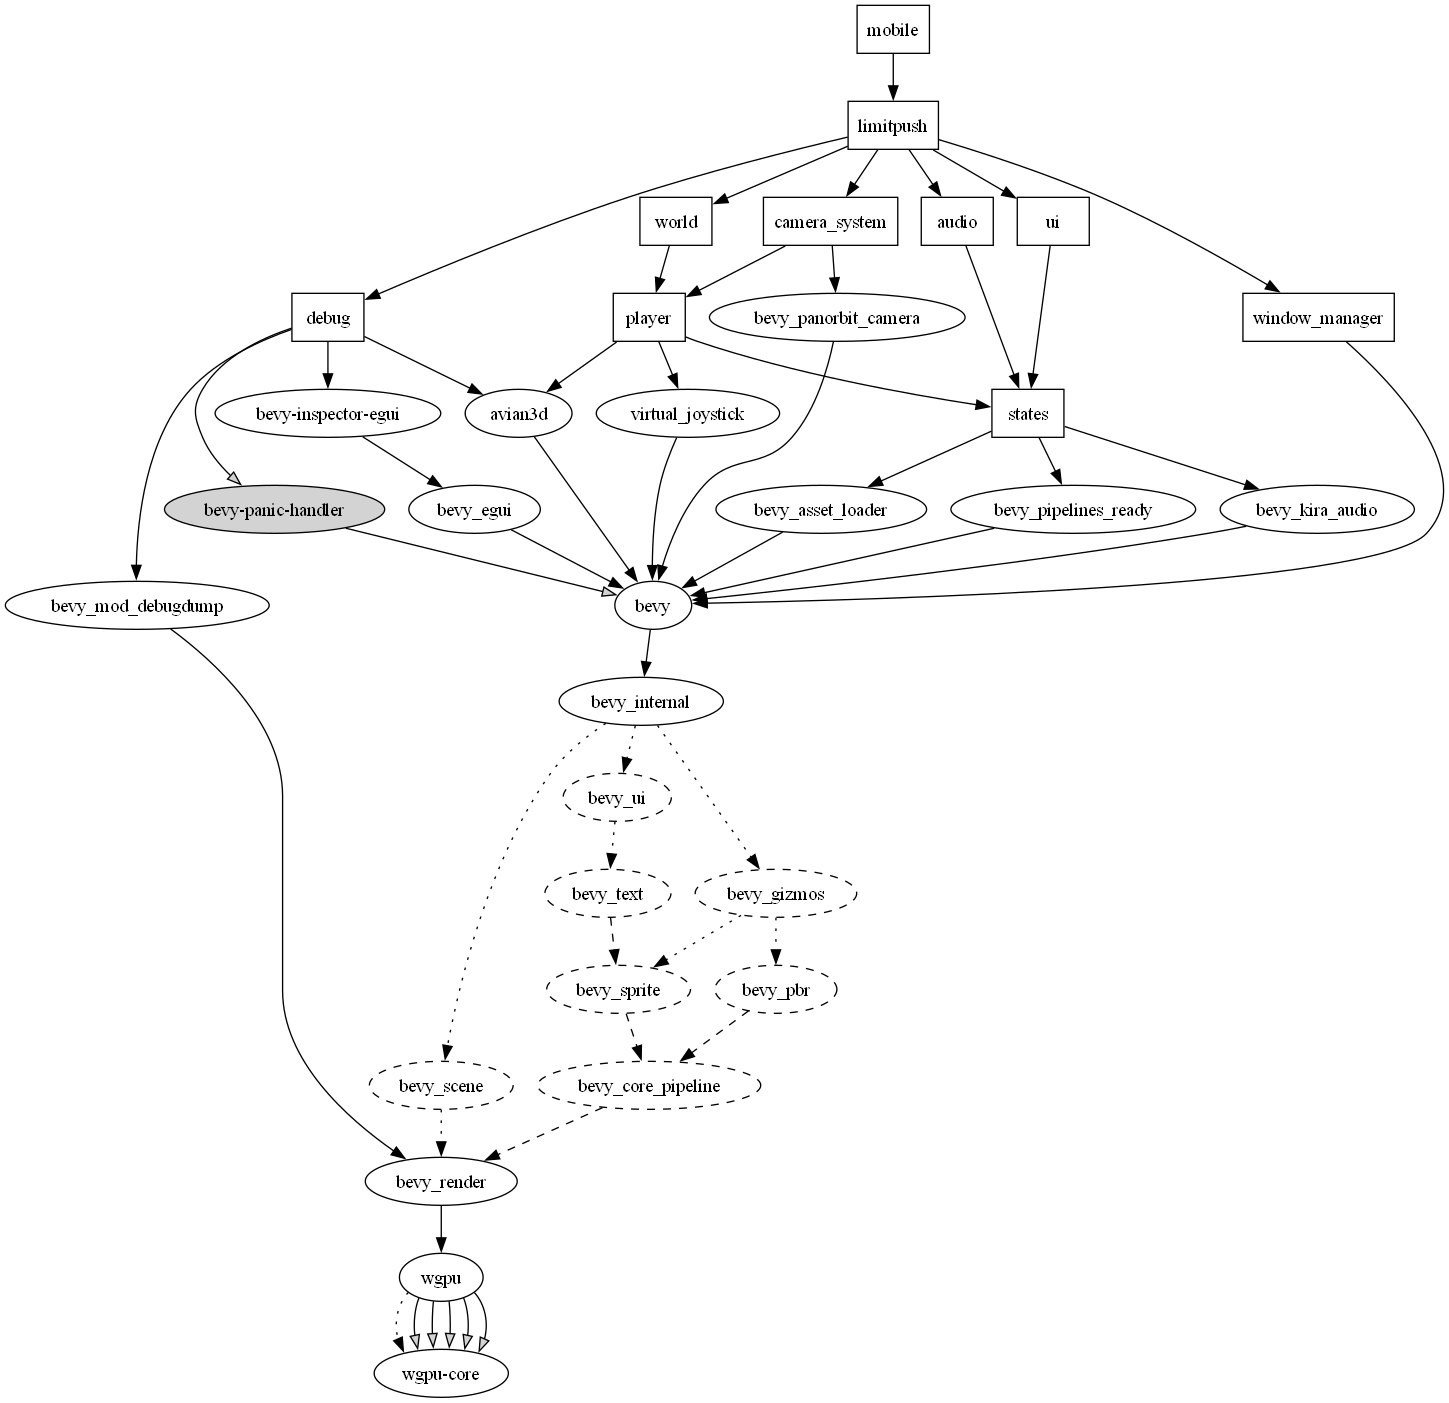 mobile
limitpush
world
camera_system
audio
ui
debug
player
bevy_panorbit_camera
window_manager
bevy-inspector-egui
avian3d
virtual_joystick
states
bevy-panic-handler
bevy_egui
bevy_asset_loader
bevy_pipelines_ready
bevy_kira_audio
bevy_mod_debugdump
bevy
bevy_internal
bevy_ui
bevy_text
bevy_gizmos
bevy_sprite
bevy_pbr
bevy_scene
bevy_core_pipeline
bevy_render
wgpu
wgpu-core